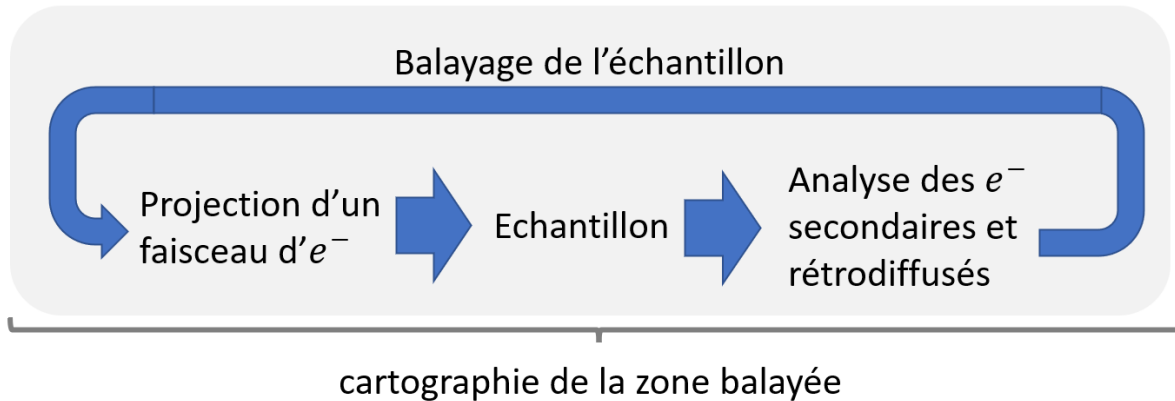 Balayage de l’échantillon
Projection d’un
faisceau d’e⁻
Echantillon
Analyse des e⁻
secondaires et
rétrodiffusés
cartographie de la zone balayée